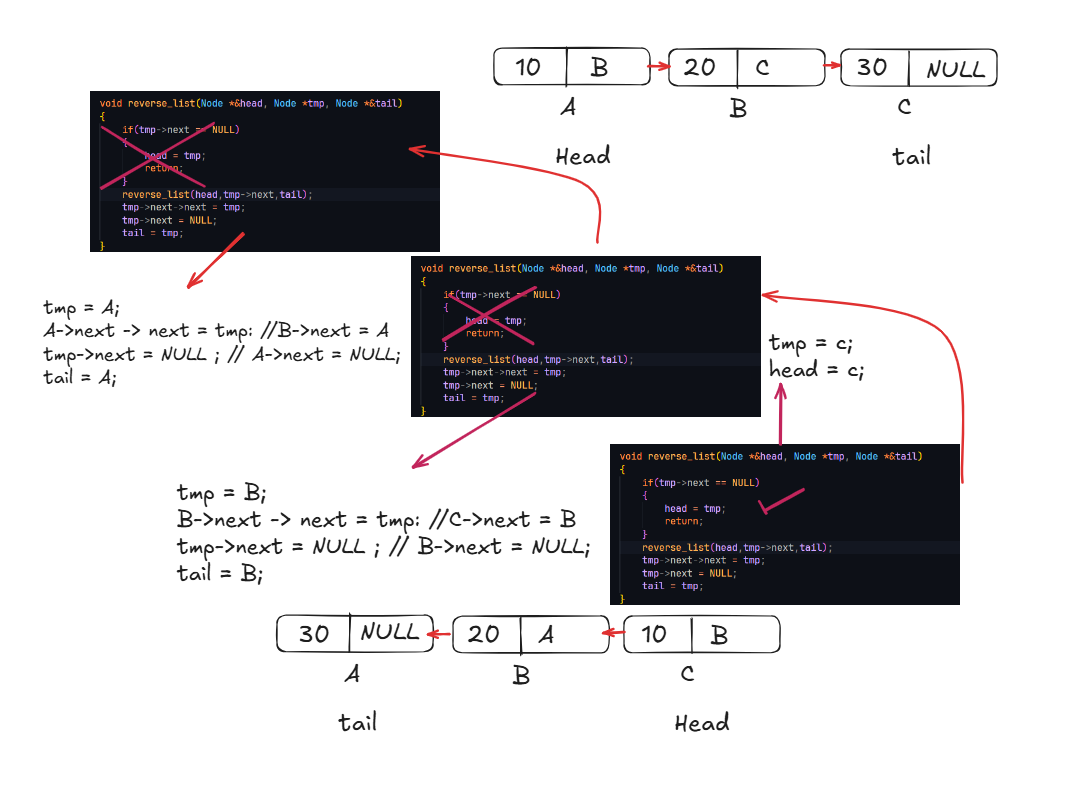 10 B 20 C 30 NULL
A B C
Head tail
void reverse_list(Node *&head, Node *tmp, Node *&tail)
{
if(tmp->next == NULL)
{
head = tmp;
return;
}
reverse_list(head,tmp->next,tail);
tmp->next->next = tmp;
tmp->next = NULL;
tail = tmp;
}
tmp = A;
A->next -> next = tmp: //B->next = A
tmp->next = NULL ; // A->next = NULL;
tail = A;
void reverse_list(Node *&head, Node *tmp, Node *&tail)
{
if(tmp->next == NULL)
{
head = tmp;
return;
}
reverse_list(head,tmp->next,tail);
tmp->next->next = tmp;
tmp->next = NULL;
tail = tmp;
}
tmp = c;
head = c;
tmp = B;
B->next -> next = tmp: //C->next = B
tmp->next = NULL ; // B->next = NULL;
tail = B;
void reverse_list(Node *&head, Node *tmp, Node *&tail)
{
if(tmp->next == NULL)
{
head = tmp;
return;
}
reverse_list(head,tmp->next,tail);
tmp->next->next = tmp;
tmp->next = NULL;
tail = tmp;
}
30 NULL 20 A 10 B
A B C
tail Head